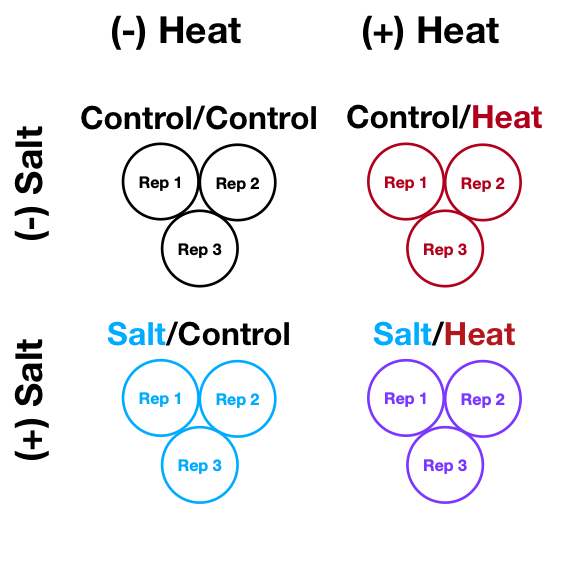 (-) Heat
(+) Heat
(-) Salt
Control/Control
Rep 1
Rep 2
Rep 3
Control/Heat
Rep 1
Rep 2
Rep 3
(+) Salt
Salt/Control
Rep 1
Rep 2
Rep 3
Salt/Heat
Rep 1
Rep 2
Rep 3